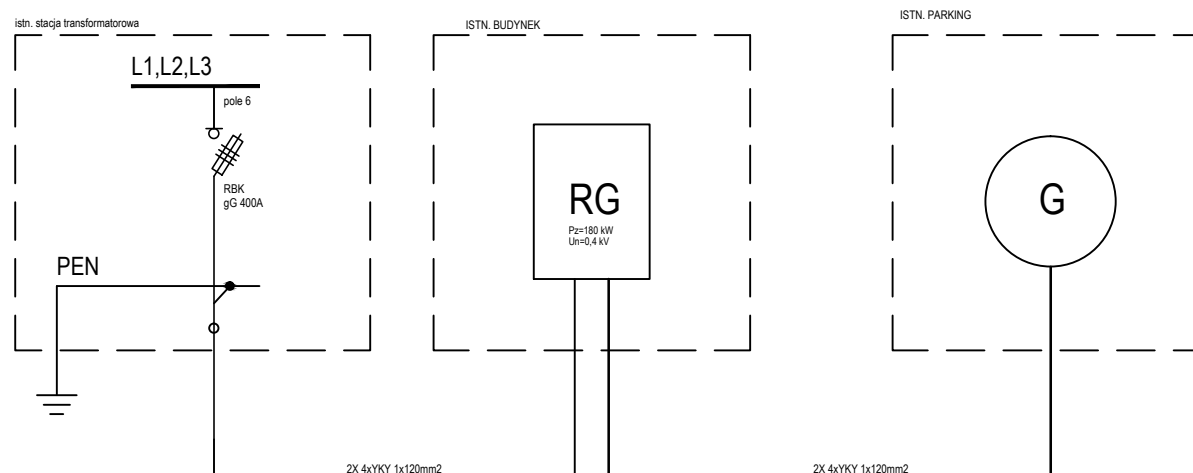 istn. stacja transformatorowa
L1,L2,L3
pole 6
RBK
gG 400A
PEN
ISTN. BUDYNEK
RG
Pz=180 kW
Un=0,4 kV
ISTN. PARKING
G
2X 4xYKY 1x120mm2
2X 4xYKY 1x120mm2